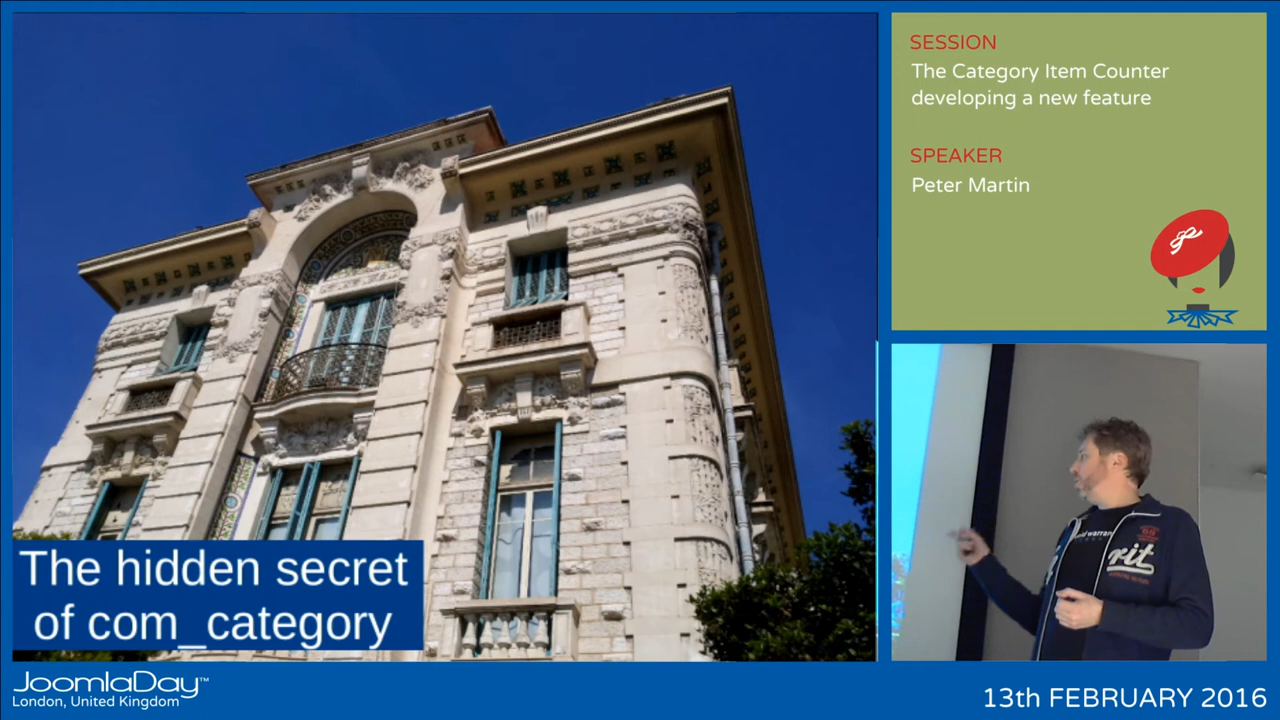 SESSION
The Category Item Counter
developing a new feature
SPEAKER
Peter Martin
The hidden secret
of com_category
rit
JoomlaDay™
London, United Kingdom
13th FEBRUARY 2016